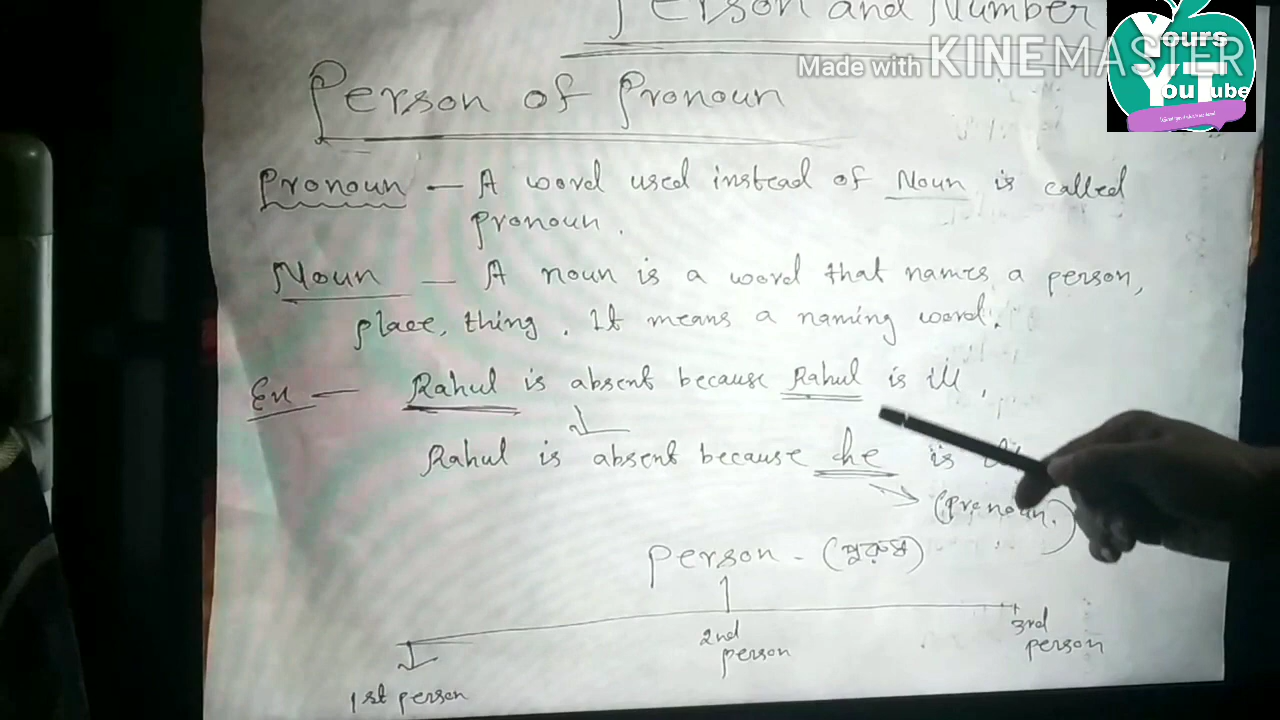 Person and Number
Made with KINEMASTER
Yours
YouTube
Person of Pronoun
Pronoun — A word used instead of Noun is called
pronoun.
Noun — A noun is a word that names a person,
place, thing. It means a naming word.
Ex — Rahul is absent because Rahul is ill.
Rahul is absent because he is ill
(Pronoun.)
person - (পুরুষ)
2nd
person
3rd
person
1st person